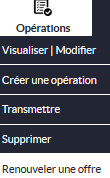 Opérations
Visualiser | Modifier
Créer une opération
Transmettre
Supprimer
Renouveler une offre